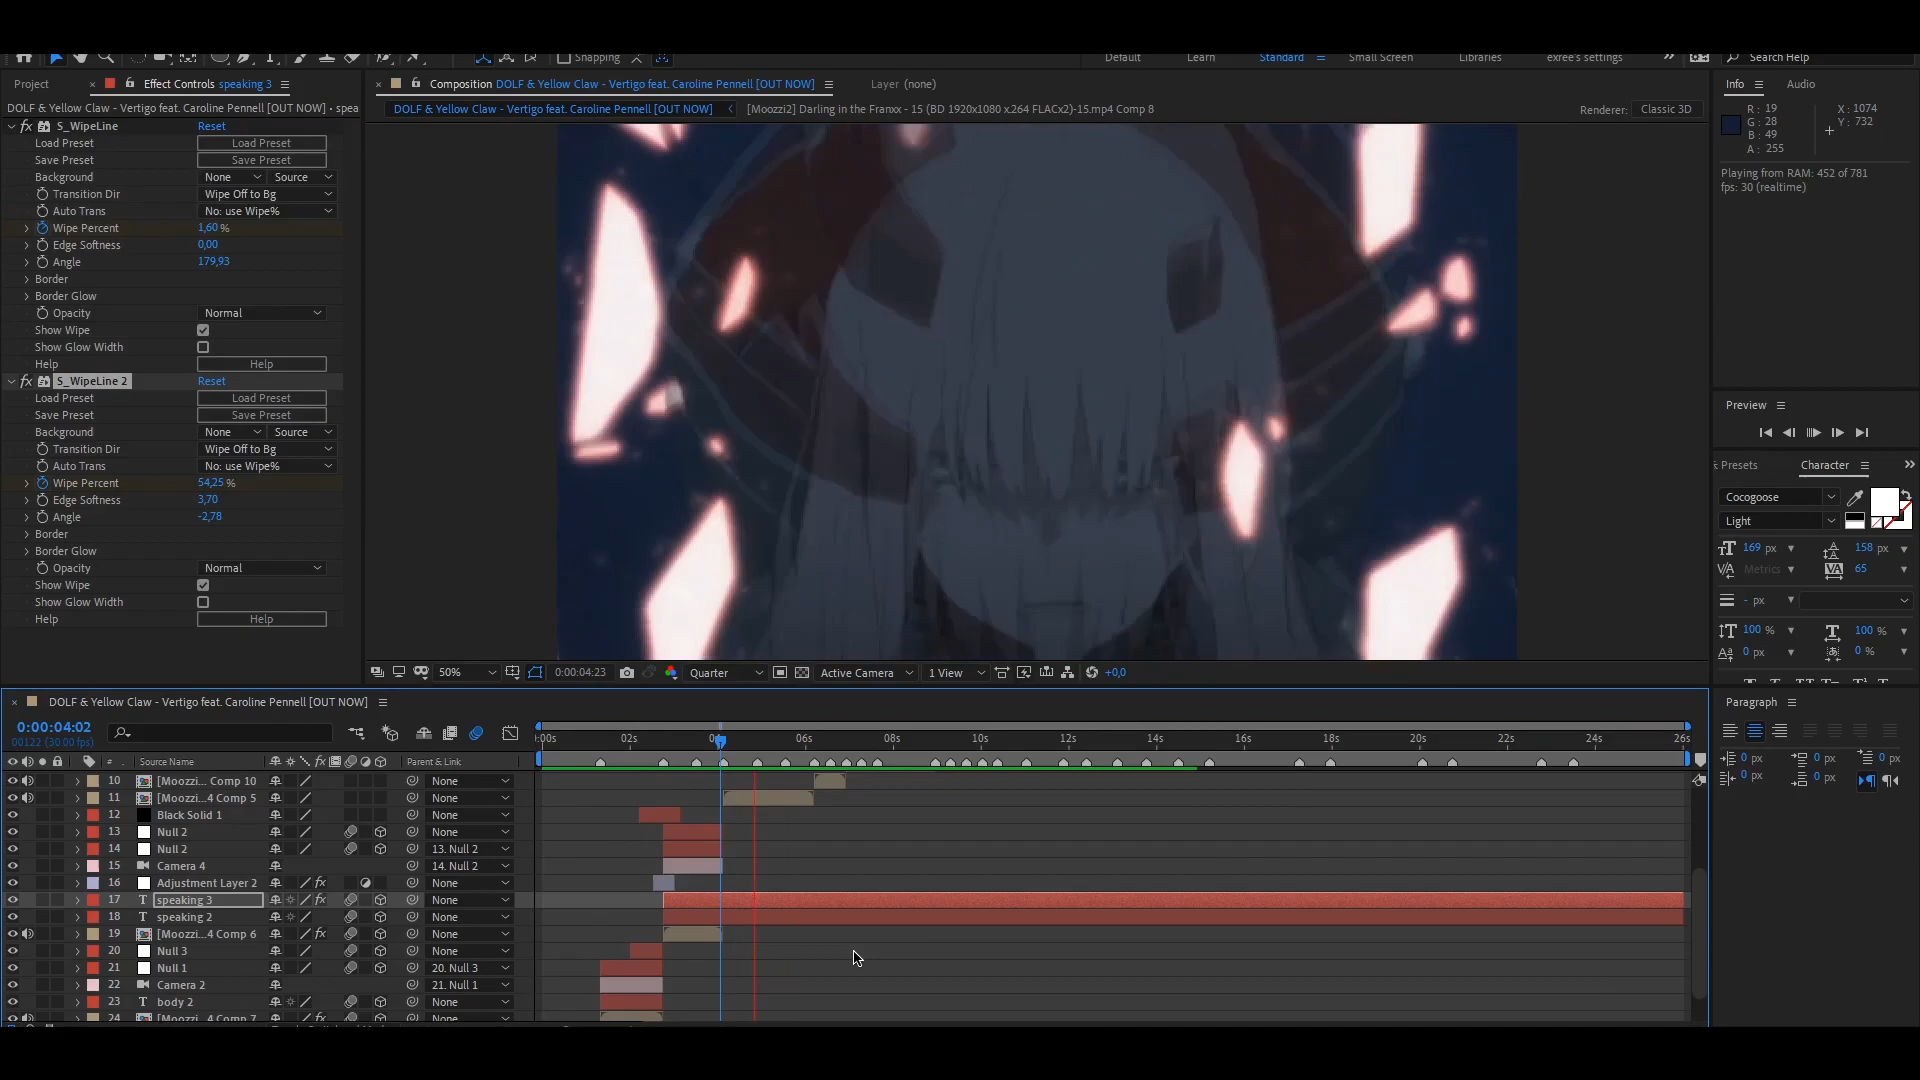 Snapping
Default
Learn
Standard
Small Screen
Libraries
exree's settings
Search Help
Project
Effect Controls speaking 3
Composition DOLF & Yellow Claw - Vertigo feat. Caroline Pennell [OUT NOW]
Layer (none)
Info
Audio
DOLF & Yellow Claw - Vertigo feat. Caroline Pennell [OUT NOW] • spea
DOLF & Yellow Claw - Vertigo feat. Caroline Pennell [OUT NOW]
[Moozzi2] Darling in the Franxx - 15 (BD 1920x1080 x.264 FLACx2)-15.mp4 Comp 8
Renderer: Classic 3D
R: 19
G: 28
B: 49
A: 255
X: 1074
Y: 732
Playing from RAM: 452 of 781
fps: 30 (realtime)
fx S_WipeLine Reset
Load Preset Load Preset
Save Preset Save Preset
Background None Source
Transition Dir Wipe Off to Bg
Auto Trans No: use Wipe%
Wipe Percent 1,60 %
Edge Softness 0,00
Angle 179,93
Border
Border Glow
Opacity Normal
Show Wipe
Show Glow Width
Help Help
fx S_WipeLine 2 Reset
Load Preset Load Preset
Save Preset Save Preset
Background None Source
Transition Dir Wipe Off to Bg
Auto Trans No: use Wipe%
Wipe Percent 54,25 %
Edge Softness 3,70
Angle -2,78
Border
Border Glow
Opacity Normal
Show Wipe
Show Glow Width
Help Help
Preview
Presets
Character
Cocogoose
Light
169 px
158 px
Metrics
65
- px
100 %
100 %
0 px
0 %
50%
0:00:04:23
Quarter
Active Camera
1 View
+0,0
DOLF & Yellow Claw - Vertigo feat. Caroline Pennell [OUT NOW]
Paragraph
0:00:04:02
00122 (30.00 fps)
:00s 02s 06s 08s 10s 12s 14s 16s 18s 20s 22s 24s 26s
# Source Name fx Parent & Link
10 [Moozzi... Comp 10 None
11 [Moozzi...4 Comp 5 None
12 Black Solid 1 None
13 Null 2 None
14 Null 2 13. Null 2
15 Camera 4 14. Null 2
16 Adjustment Layer 2 fx None
17 T speaking 3 fx None
18 T speaking 2 None
19 [Moozzi...4 Comp 6 fx None
20 Null 3 None
21 Null 1 20. Null 3
22 Camera 2 21. Null 1
23 T body 2 None
24 [Moozzi...4 Comp 7 fx None
0 px
0 px
0 px
0 px
0 px